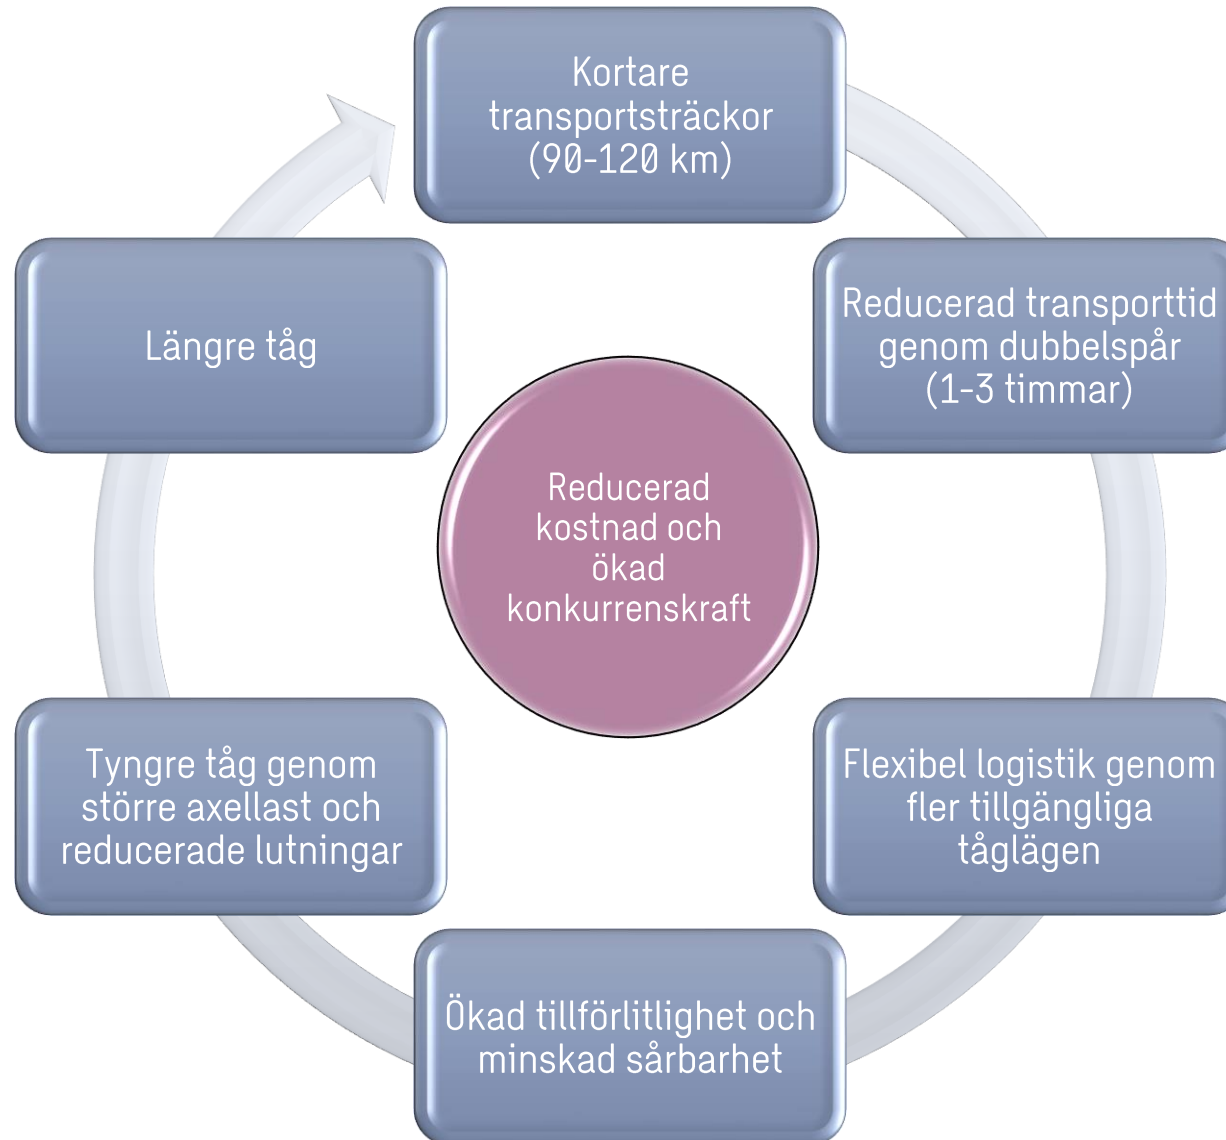 Kortare
transportsträckor
(90-120 km)
Reducerad transporttid
genom dubbelspår
(1-3 timmar)
Flexibel logistik genom
fler tillgängliga
tåglägen
Ökad tillförlitlighet och
minskad sårbarhet
Tyngre tåg genom
större axellast och
reducerade lutningar
Längre tåg
Reducerad
kostnad och
ökad
konkurrenskraft